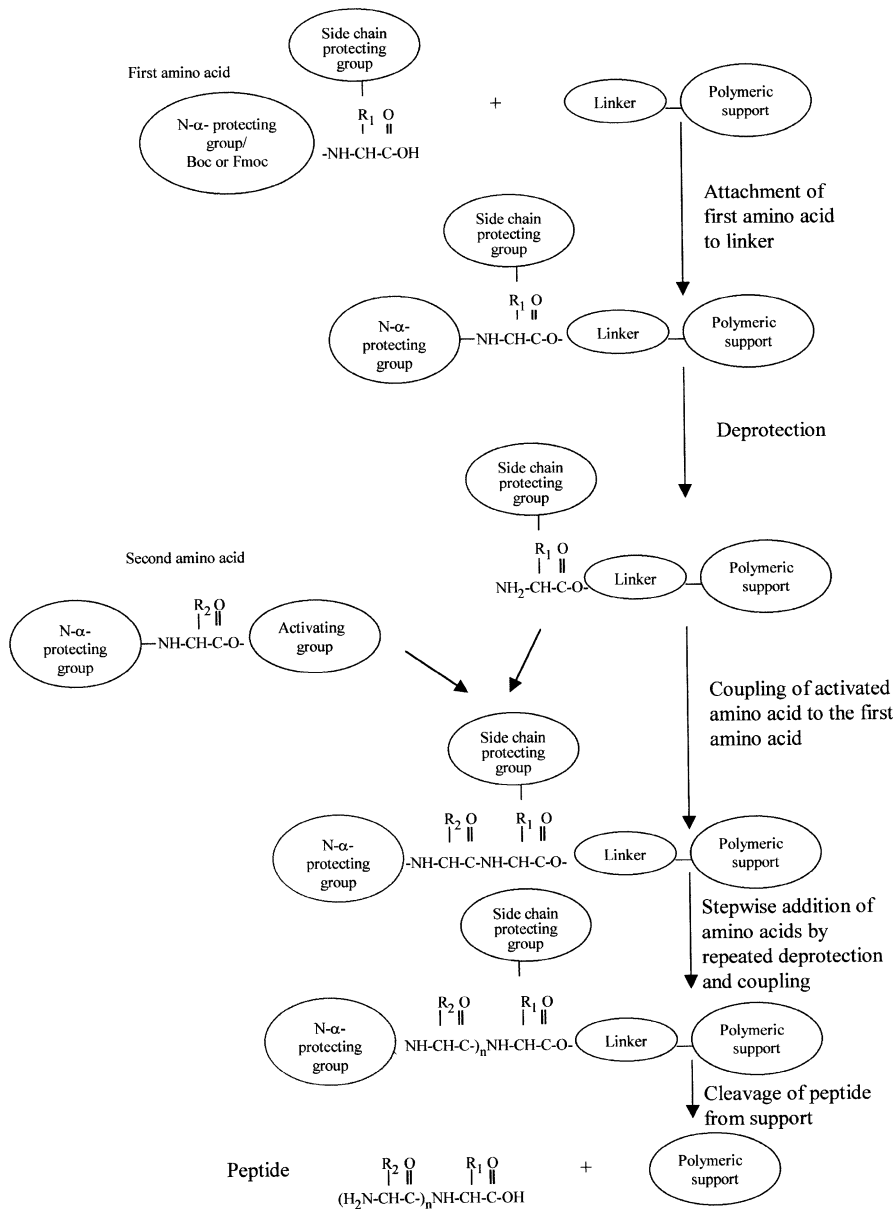 Side chain
protecting
group
First amino acid
R1 O
N-α- protecting
group/
Boc or Fmoc
-NH-CH-C-OH
+
Linker
Polymeric
support
Attachment of
first amino acid
to linker
Side chain
protecting
group
R1 O
N-α-
protecting
group
NH-CH-C-O-
Linker
Polymeric
support
Deprotection
Side chain
protecting
group
R1 O
NH2-CH-C-O-
Linker
Polymeric
support
Second amino acid
R2 O
N-α-
protecting
group
NH-CH-C-O-
Activating
group
Coupling of activated
amino acid to the first
amino acid
Side chain
protecting
group
R2 O R1 O
N-α-
protecting
group
-NH-CH-C-NH-CH-C-O-
Linker
Polymeric
support
Stepwise addition of
amino acids by
repeated deprotection
and coupling
Side chain
protecting
group
R2 O R1 O
N-α-
protecting
group
NH-CH-C-)nNH-CH-C-O-
Linker
Polymeric
support
Cleavage of peptide
from support
Peptide
R2 O R1 O
(H2N-CH-C-)nNH-CH-C-OH
+
Polymeric
support